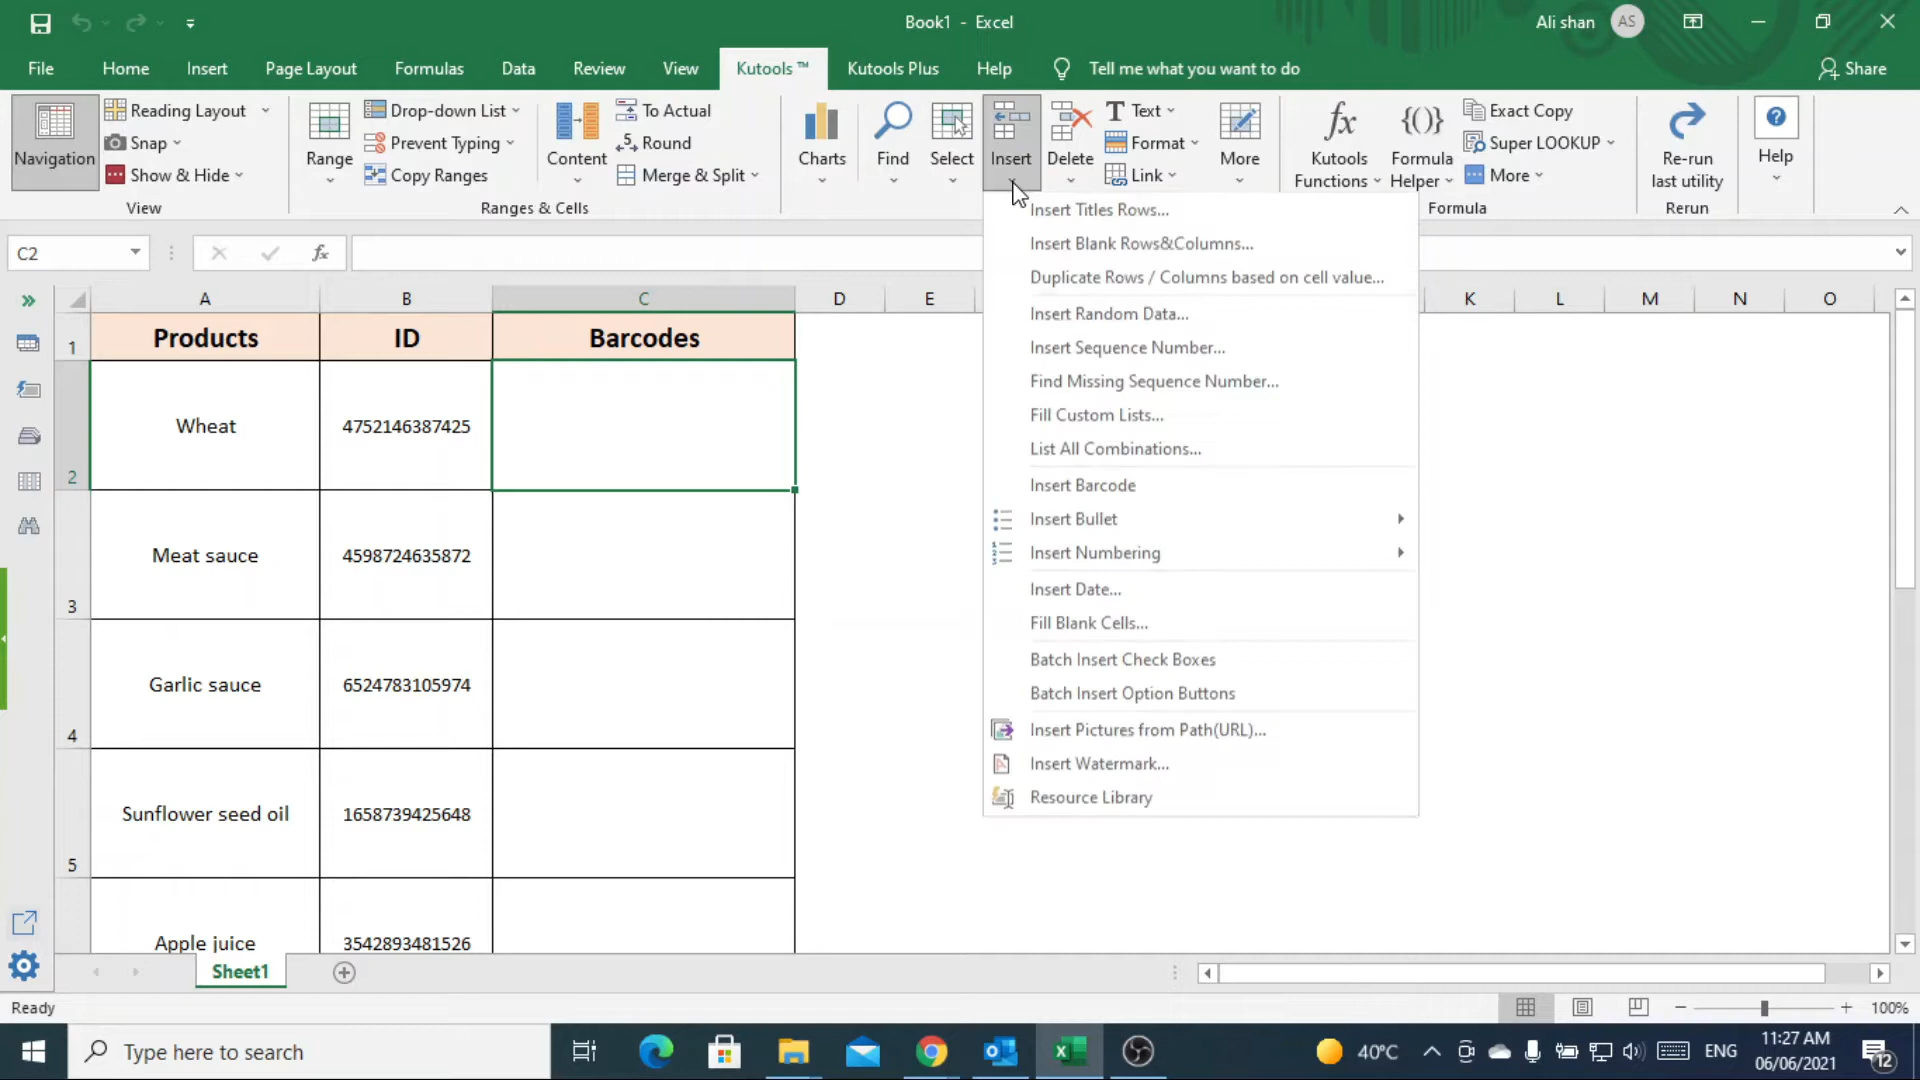 Book1 - Excel
Ali shan AS
File Home Insert Page Layout Formulas Data Review View Kutools ™ Kutools Plus Help Tell me what you want to do Share
Navigation
Reading Layout
Snap
Show & Hide
View
Range
Drop-down List
Prevent Typing
Copy Ranges
Content
To Actual
Round
Merge & Split
Ranges & Cells
Charts
Find
Select
Insert
Delete
Text
Format
Link
More
Kutools Functions
Formula Helper
Exact Copy
Super LOOKUP
More
Formula
Re-run last utility
Rerun
Help
C2
fx
A B C D E K L M N O
1 Products ID Barcodes
2 Wheat 4752146387425
3 Meat sauce 4598724635872
4 Garlic sauce 6524783105974
5 Sunflower seed oil 1658739425648
Apple juice 3542893481526
Insert Titles Rows...
Insert Blank Rows&Columns...
Duplicate Rows / Columns based on cell value...
Insert Random Data...
Insert Sequence Number...
Find Missing Sequence Number...
Fill Custom Lists...
List All Combinations...
Insert Barcode
Insert Bullet
Insert Numbering
Insert Date...
Fill Blank Cells...
Batch Insert Check Boxes
Batch Insert Option Buttons
Insert Pictures from Path(URL)...
Insert Watermark...
Resource Library
Sheet1
Ready
100%
Type here to search
40°C
ENG
11:27 AM
06/06/2021
12